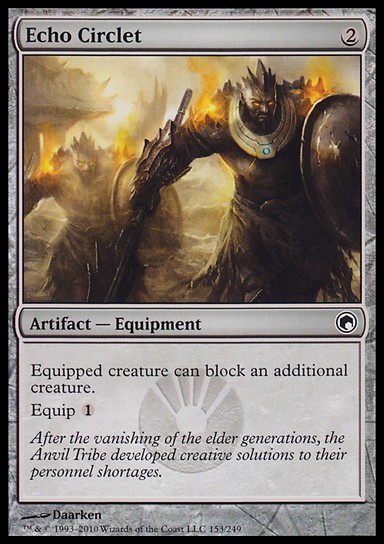 Echo Circlet 2
Artifact — Equipment
Equipped creature can block an additional
creature.
Equip 1
After the vanishing of the elder generations, the
Anvil Tribe developed creative solutions to their
personnel shortages.
Daarken
™ & © 1993–2010 Wizards of the Coast LLC 153/249